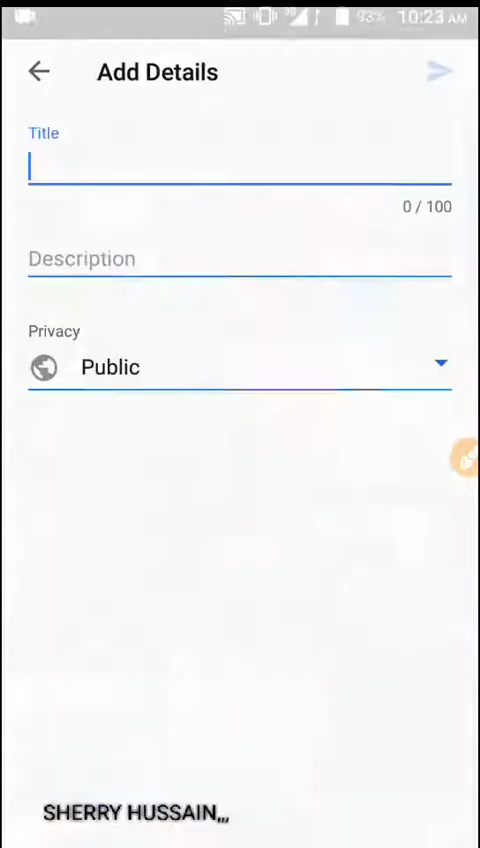 93% 10:23 AM
Add Details
Title
0 / 100
Description
Privacy
Public
SHERRY HUSSAIN,,,